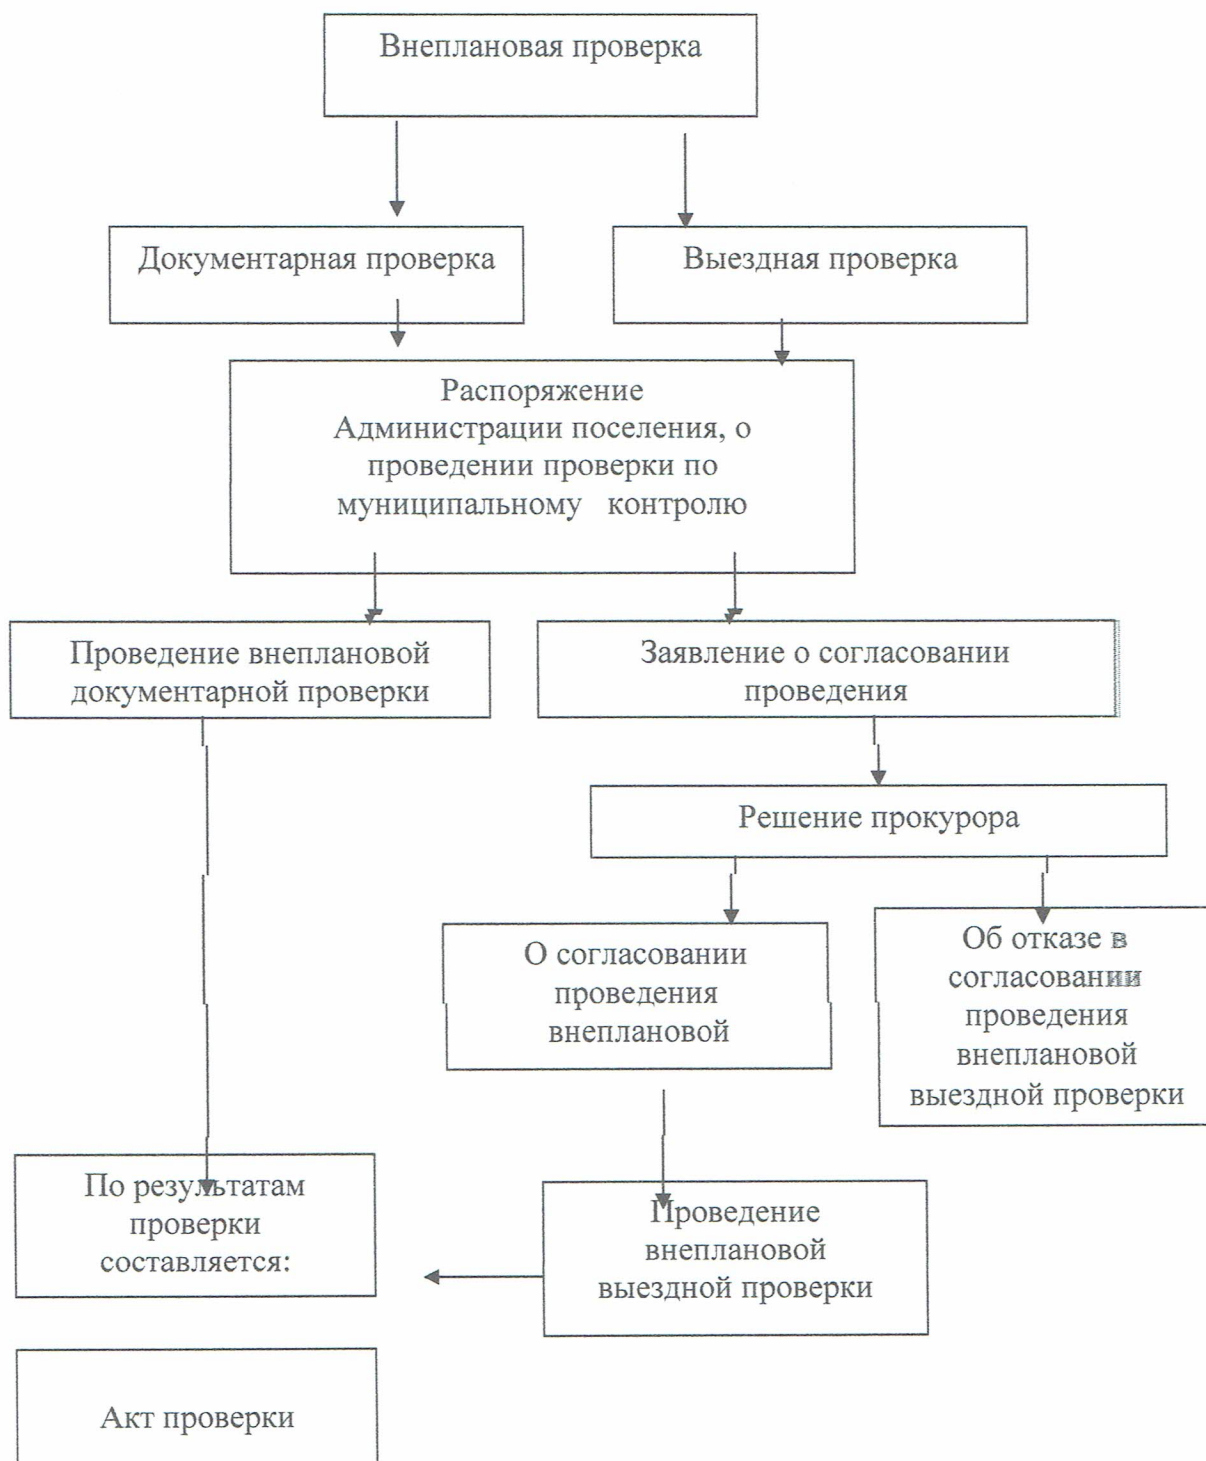 Внеплановая проверка
Документарная проверка
Выездная проверка
Распоряжение
Администрации поселения, о
проведении проверки по
муниципальному контролю
Проведение внеплановой
документарной проверки
Заявление о согласовании
проведения
Решение прокурора
О согласовании
проведения
внеплановой
Об отказе в
согласовании
проведения
внеплановой
выездной проверки
По результатам
проверки
составляется:
Проведение
внеплановой
выездной проверки
Акт проверки